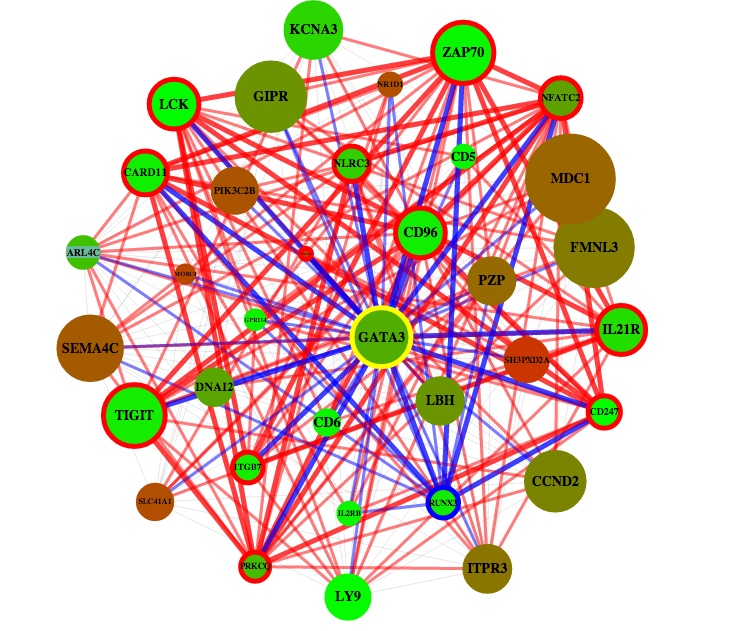 KCNA3
ZAP70
NR1D1
GIPR
NFATC2
LCK
CD5
NLRC3
CARD11
MDC1
PIK3C2B
CD96
FMNL3
ARL4C
MORC4
PZP
GPR114
IL21R
GATA3
SEMA4C
SH3PXD2A
DNAI2
LBH
TIGIT
CD247
CD6
ITGB7
CCND2
SLC41A1
RUNX3
IL2RB
PRKCQ
ITPR3
LY9